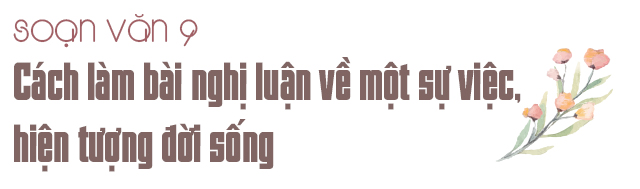 soạn văn 9
Cách làm bài nghị luận về một sự việc,
hiện tượng đời sống